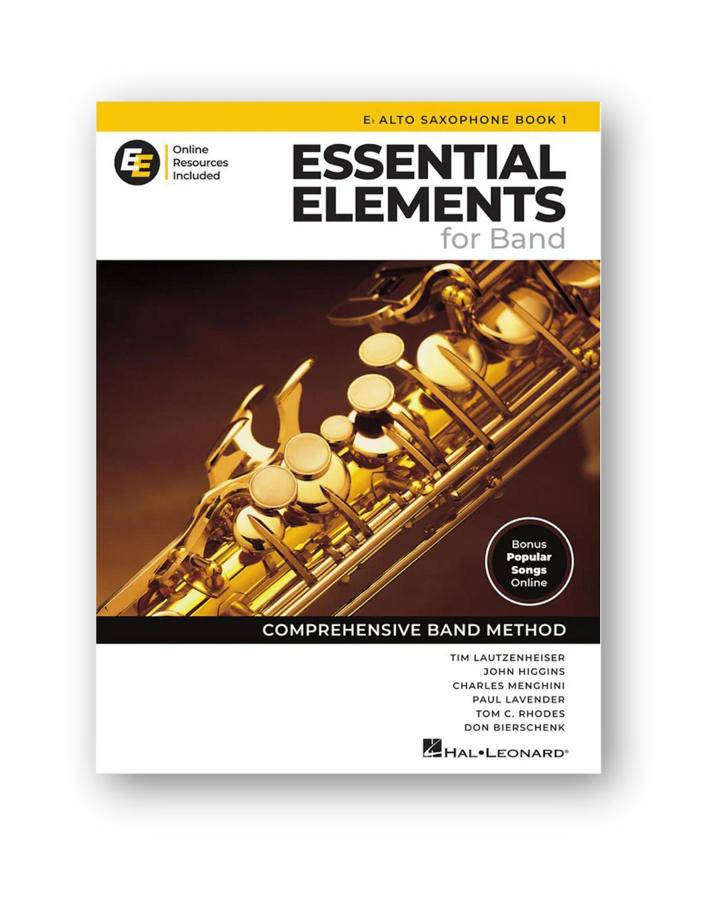 E♭ ALTO SAXOPHONE BOOK 1
EE
Online
Resources
Included
ESSENTIAL
ELEMENTS
for Band
Bonus
Popular
Songs
Online
COMPREHENSIVE BAND METHOD
TIM LAUTZENHEISER
JOHN HIGGINS
CHARLES MENGHINI
PAUL LAVENDER
TOM C. RHODES
DON BIERSCHENK
HAL•LEONARD®